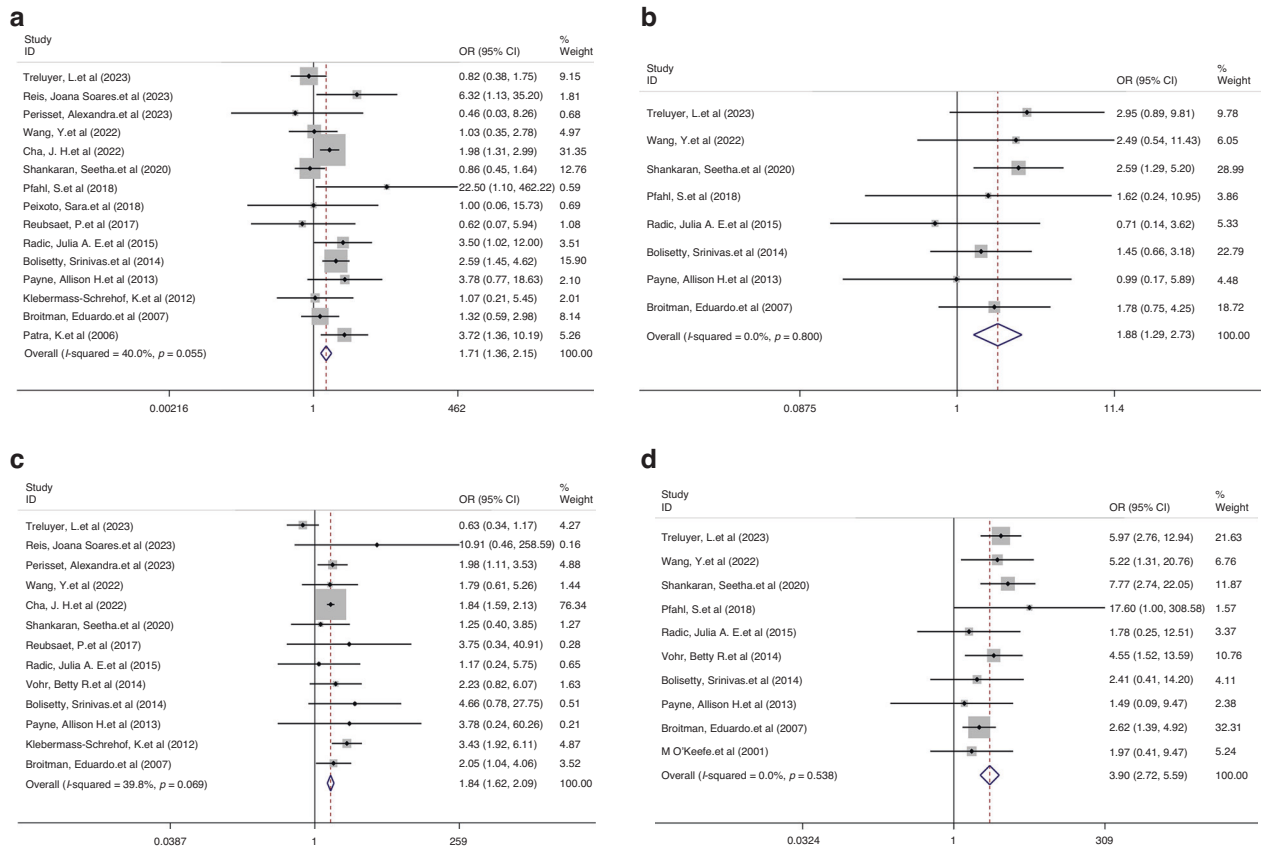 a
Study ID OR (95% CI) % Weight
Treluyer, L.et al (2023) 0.82 (0.38, 1.75) 9.15
Reis, Joana Soares.et al (2023) 6.32 (1.13, 35.20) 1.81
Perisset, Alexandra.et al (2023) 0.46 (0.03, 8.26) 0.68
Wang, Y.et al (2022) 1.03 (0.35, 2.78) 4.97
Cha, J. H.et al (2022) 1.98 (1.31, 2.99) 31.35
Shankaran, Seetha.et al (2020) 0.86 (0.45, 1.64) 12.76
Pfahl, S.et al (2018) 22.50 (1.10, 462.22) 0.59
Peixoto, Sara.et al (2018) 1.00 (0.06, 15.73) 0.69
Reubsaet, P.et al (2017) 0.62 (0.07, 5.94) 1.08
Radic, Julia A. E.et al (2015) 3.50 (1.02, 12.00) 3.51
Bolisetty, Srinivas.et al (2014) 2.59 (1.45, 4.62) 15.90
Payne, Allison H.et al (2013) 3.78 (0.77, 18.63) 2.10
Klebermass-Schrehof, K.et al (2012) 1.07 (0.21, 5.45) 2.01
Broitman, Eduardo.et al (2007) 1.32 (0.59, 2.98) 8.14
Patra, K.et al (2006) 3.72 (1.36, 10.19) 5.26
Overall (I-squared = 40.0%, p = 0.055) 1.71 (1.36, 2.15) 100.00
0.00216 1 462
b
Study ID OR (95% CI) % Weight
Treluyer, L.et al (2023) 2.95 (0.89, 9.81) 9.78
Wang, Y.et al (2022) 2.49 (0.54, 11.43) 6.05
Shankaran, Seetha.et al (2020) 2.59 (1.29, 5.20) 28.99
Pfahl, S.et al (2018) 1.62 (0.24, 10.95) 3.86
Radic, Julia A. E.et al (2015) 0.71 (0.14, 3.62) 5.33
Bolisetty, Srinivas.et al (2014) 1.45 (0.66, 3.18) 22.79
Payne, Allison H.et al (2013) 0.99 (0.17, 5.89) 4.48
Broitman, Eduardo.et al (2007) 1.78 (0.75, 4.25) 18.72
Overall (I-squared = 0.0%, p = 0.800) 1.88 (1.29, 2.73) 100.00
0.0875 1 11.4
c
Study ID OR (95% CI) % Weight
Treluyer, L.et al (2023) 0.63 (0.34, 1.17) 4.27
Reis, Joana Soares.et al (2023) 10.91 (0.46, 258.59) 0.16
Perisset, Alexandra.et al (2023) 1.98 (1.11, 3.53) 4.88
Wang, Y.et al (2022) 1.79 (0.61, 5.26) 1.44
Cha, J. H.et al (2022) 1.84 (1.59, 2.13) 76.34
Shankaran, Seetha.et al (2020) 1.25 (0.40, 3.85) 1.27
Reubsaet, P.et al (2017) 3.75 (0.34, 40.91) 0.28
Radic, Julia A. E.et al (2015) 1.17 (0.24, 5.75) 0.65
Vohr, Betty R.et al (2014) 2.23 (0.82, 6.07) 1.63
Bolisetty, Srinivas.et al (2014) 4.66 (0.78, 27.75) 0.51
Payne, Allison H.et al (2013) 3.78 (0.24, 60.26) 0.21
Klebermass-Schrehof, K.et al (2012) 3.43 (1.92, 6.11) 4.87
Broitman, Eduardo.et al (2007) 2.05 (1.04, 4.06) 3.52
Overall (I-squared = 39.8%, p = 0.069) 1.84 (1.62, 2.09) 100.00
0.0387 1 259
d
Study ID OR (95% CI) % Weight
Treluyer, L.et al (2023) 5.97 (2.76, 12.94) 21.63
Wang, Y.et al (2022) 5.22 (1.31, 20.76) 6.76
Shankaran, Seetha.et al (2020) 7.77 (2.74, 22.05) 11.87
Pfahl, S.et al (2018) 17.60 (1.00, 308.58) 1.57
Radic, Julia A. E.et al (2015) 1.78 (0.25, 12.51) 3.37
Vohr, Betty R.et al (2014) 4.55 (1.52, 13.59) 10.76
Bolisetty, Srinivas.et al (2014) 2.41 (0.41, 14.20) 4.11
Payne, Allison H.et al (2013) 1.49 (0.09, 9.47) 2.38
Broitman, Eduardo.et al (2007) 2.62 (1.39, 4.92) 32.31
M O'Keefe.et al (2001) 1.97 (0.41, 9.47) 5.24
Overall (I-squared = 0.0%, p = 0.538) 3.90 (2.72, 5.59) 100.00
0.0324 1 309